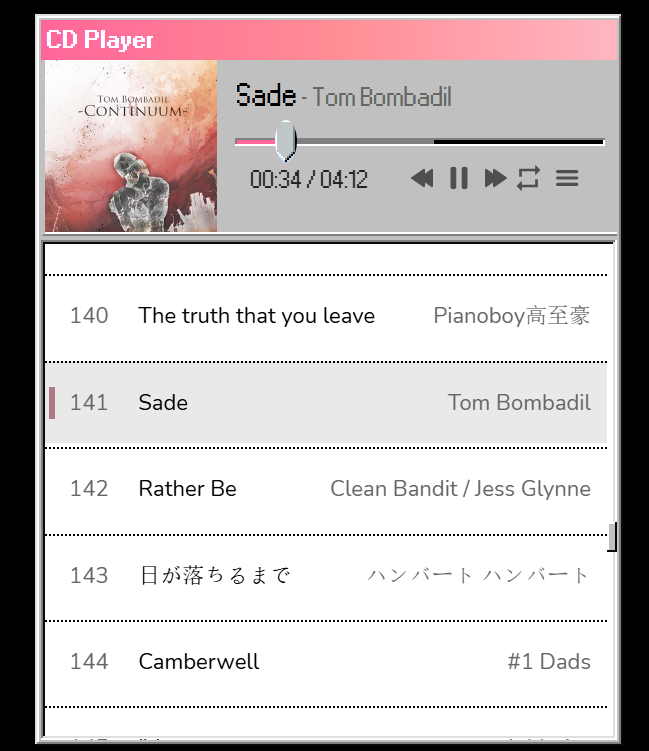 CD Player
TOM BOMBADIL
-CONTINUUM-
Sade - Tom Bombadil
00:34 / 04:12
140 The truth that you leave Pianoboy高至豪
141 Sade Tom Bombadil
142 Rather Be Clean Bandit / Jess Glynne
143 日が落ちるまで ハンバート ハンバート
144 Camberwell #1 Dads